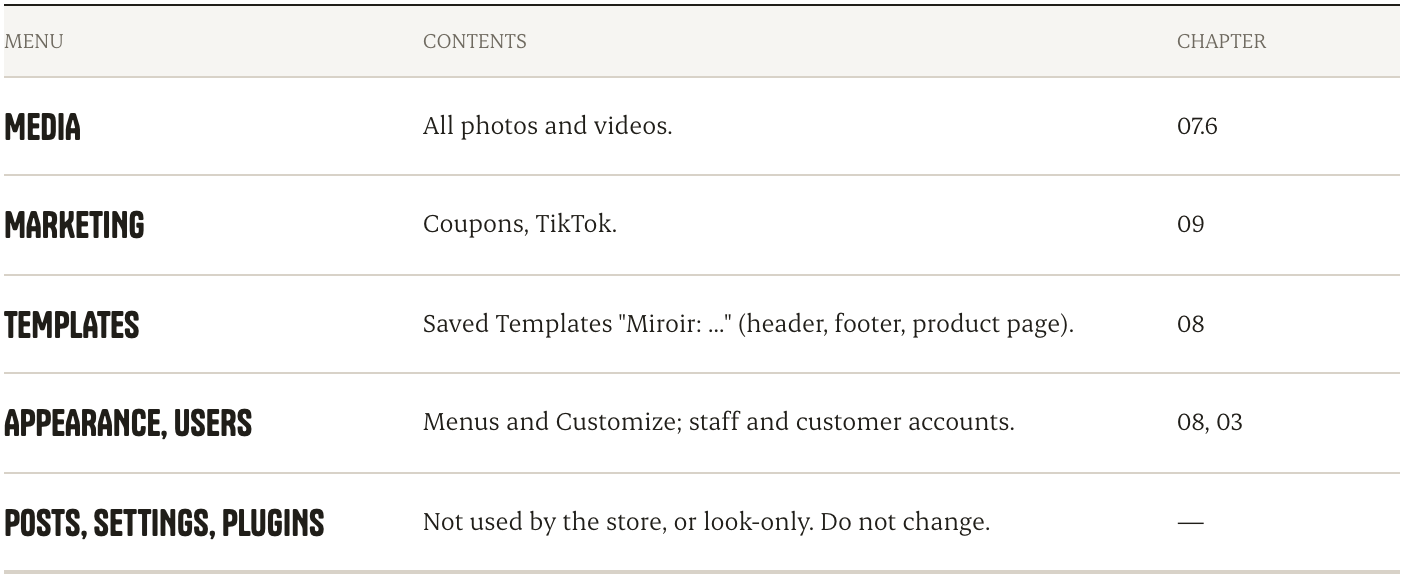 MENU CONTENTS CHAPTER
MEDIA All photos and videos. 07.6
MARKETING Coupons, TikTok. 09
TEMPLATES Saved Templates "Miroir: ..." (header, footer, product page). 08
APPEARANCE, USERS Menus and Customize; staff and customer accounts. 08, 03
POSTS, SETTINGS, PLUGINS Not used by the store, or look-only. Do not change. —